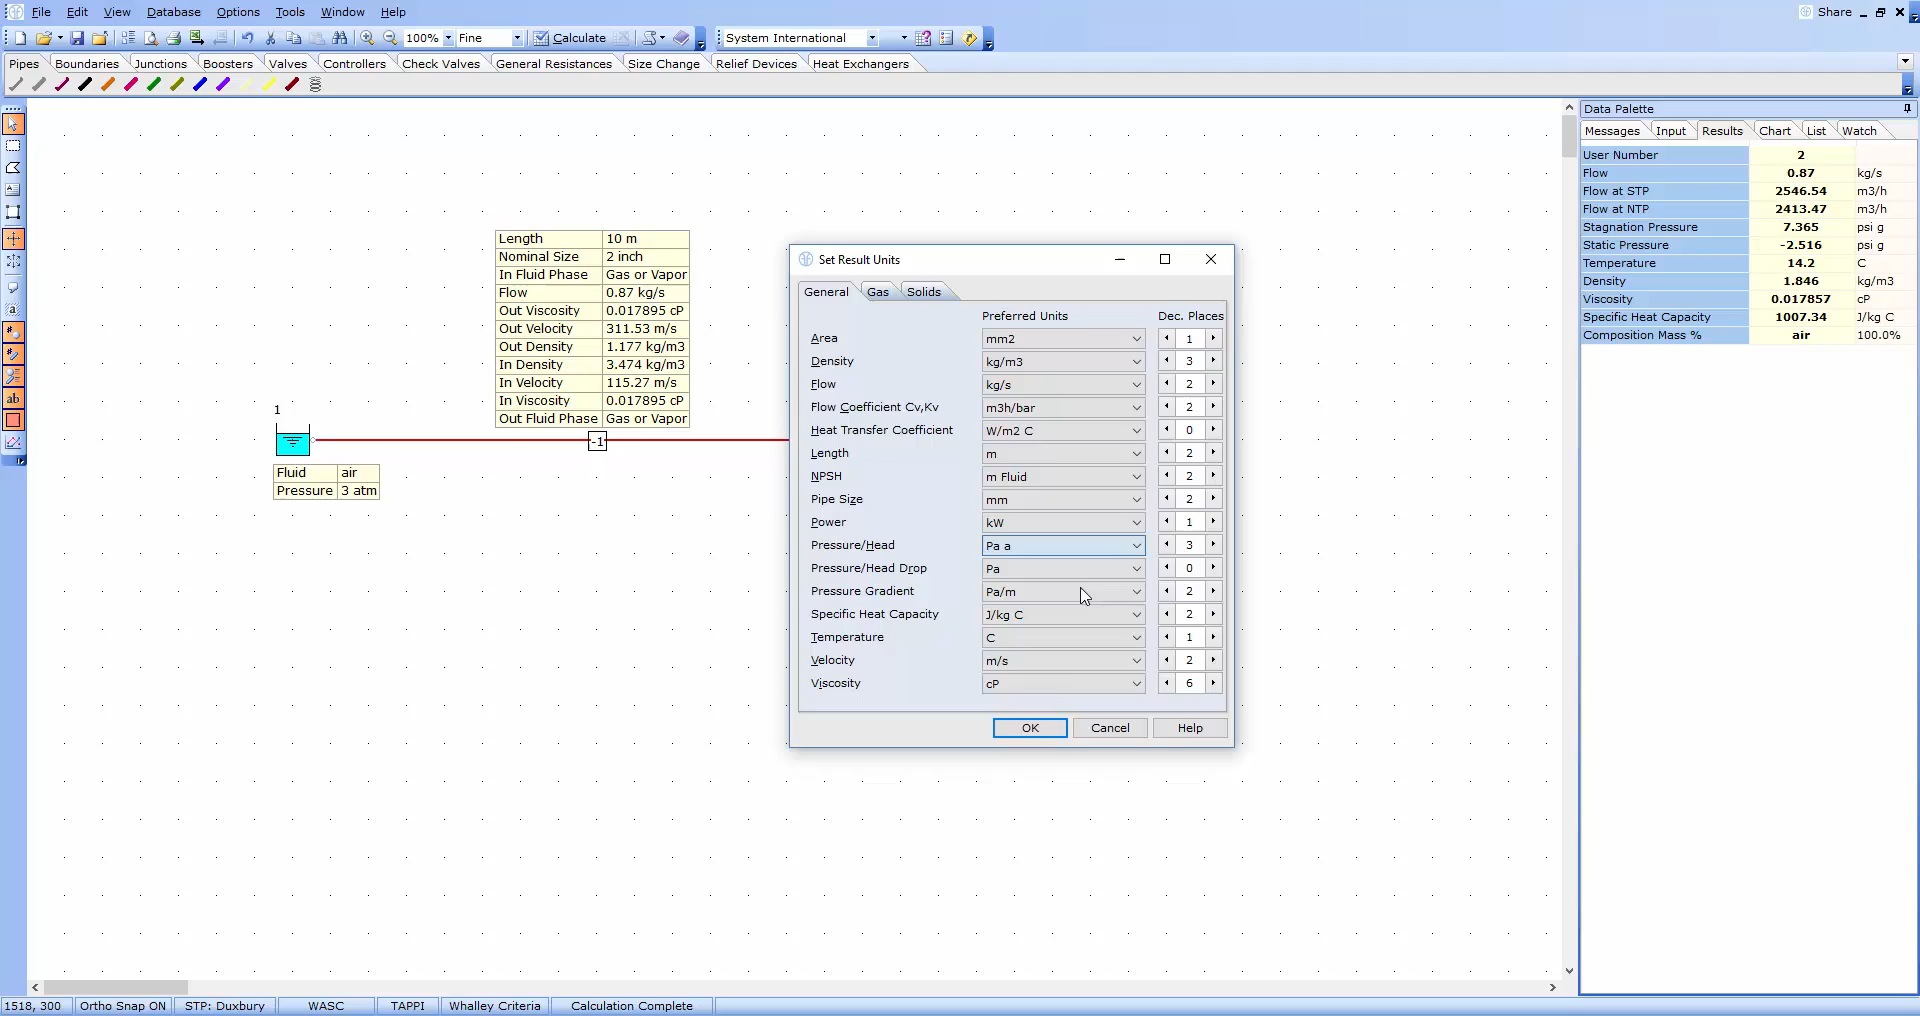 File Edit View Database Options Tools Window Help Share
100% Fine Calculate System International
Pipes Boundaries Junctions Boosters Valves Controllers Check Valves General Resistances Size Change Relief Devices Heat Exchangers
Data Palette
Messages Input Results Chart List Watch
User Number 2
Flow 0.87 kg/s
Flow at STP 2546.54 m3/h
Flow at NTP 2413.47 m3/h
Stagnation Pressure 7.365 psi g
Static Pressure -2.516 psi g
Temperature 14.2 C
Density 1.846 kg/m3
Viscosity 0.017857 cP
Specific Heat Capacity 1007.34 J/kg C
Composition Mass % air 100.0%
Length 10 m
Nominal Size 2 inch
In Fluid Phase Gas or Vapor
Flow 0.87 kg/s
Out Viscosity 0.017895 cP
Out Velocity 311.53 m/s
Out Density 1.177 kg/m3
In Density 3.474 kg/m3
In Velocity 115.27 m/s
In Viscosity 0.017895 cP
Out Fluid Phase Gas or Vapor
1
-1
Fluid air
Pressure 3 atm
Set Result Units
General Gas Solids
Preferred Units Dec. Places
Area mm2 1
Density kg/m3 3
Flow kg/s 2
Flow Coefficient Cv,Kv m3h/bar 2
Heat Transfer Coefficient W/m2 C 0
Length m 2
NPSH m Fluid 2
Pipe Size mm 2
Power kW 1
Pressure/Head Pa a 3
Pressure/Head Drop Pa 0
Pressure Gradient Pa/m 2
Specific Heat Capacity J/kg C 2
Temperature C 1
Velocity m/s 2
Viscosity cP 6
OK Cancel Help
1518, 300 Ortho Snap ON STP: Duxbury WASC TAPPI Whalley Criteria Calculation Complete